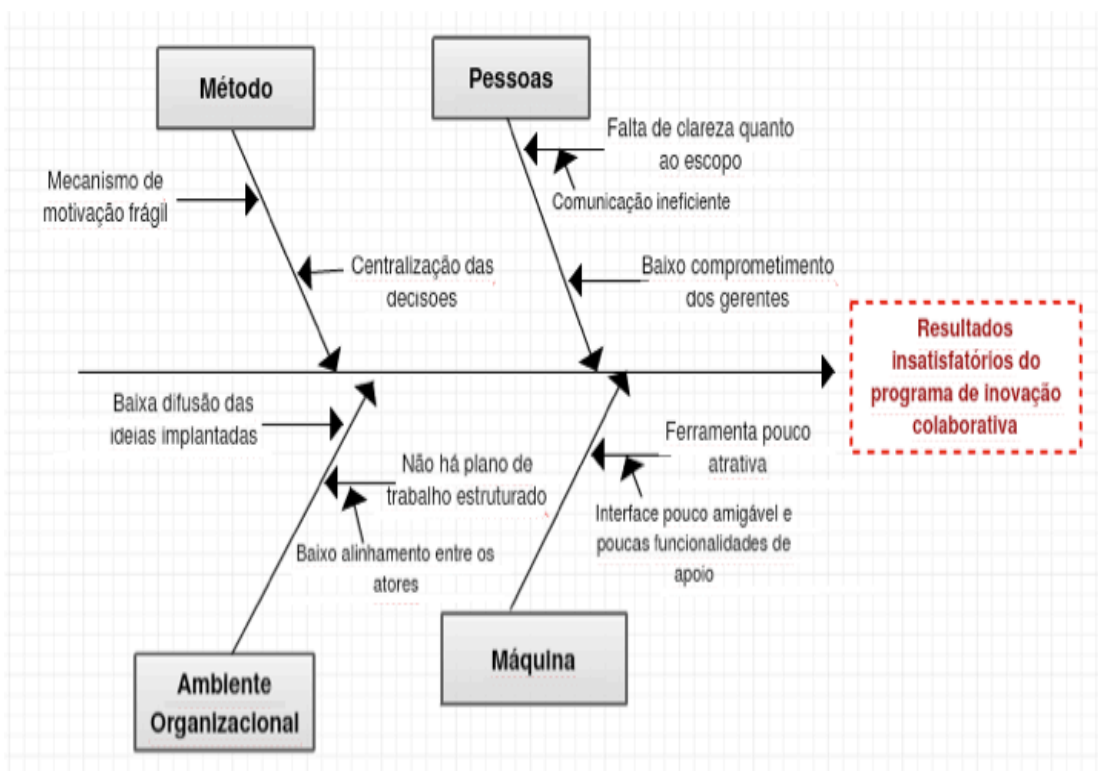 Método
Pessoas
Mecanismo de
motivação frágil
Centralização das
decisões
Falta de clareza quanto
ao escopo
Comunicação ineficiente
Baixo comprometimento
dos gerentes
Resultados
insatisfatórios do
programa de inovação
colaborativa
Baixa difusão das
ideias implantadas
Não há plano de
trabalho estruturado
Baixo alinhamento entre os
atores
Ferramenta pouco
atrativa
Interface pouco amigável e
poucas funcionalidades de
apoio
Ambiente
Organizacional
Máquina